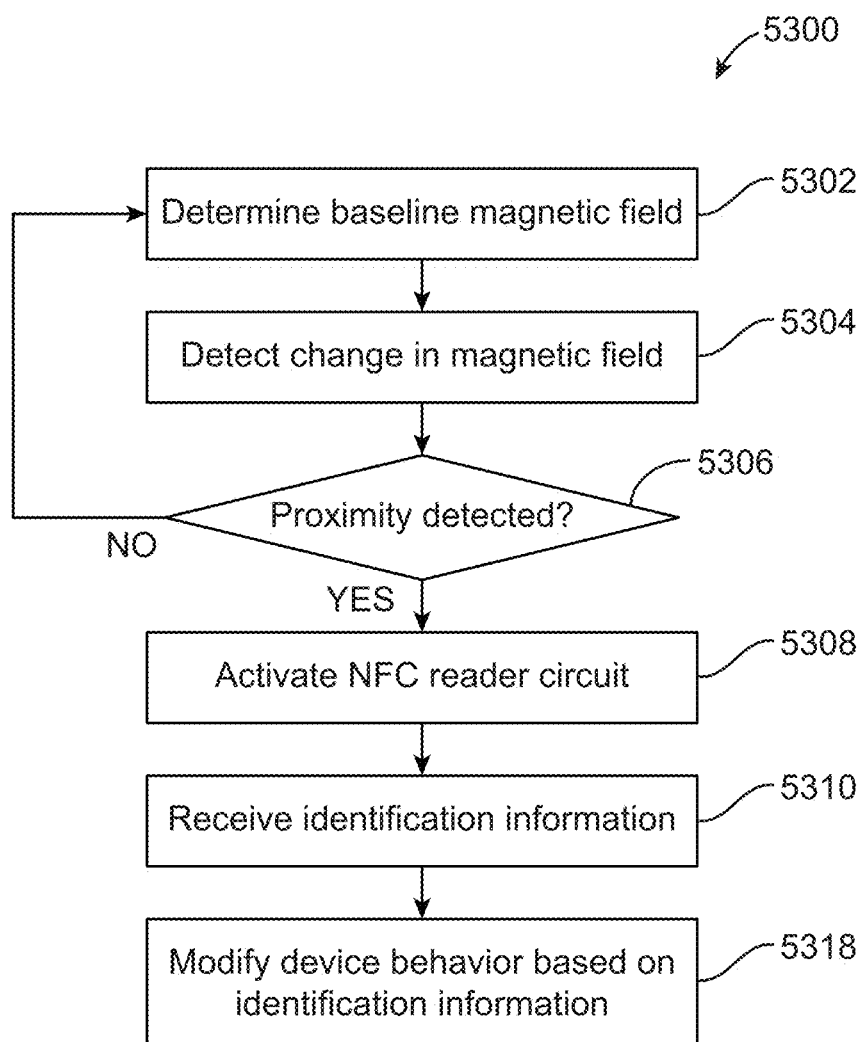 5300
5302
Determine baseline magnetic field
5304
Detect change in magnetic field
5306
Proximity detected?
NO
YES
5308
Activate NFC reader circuit
5310
Receive identification information
5318
Modify device behavior based on
identification information